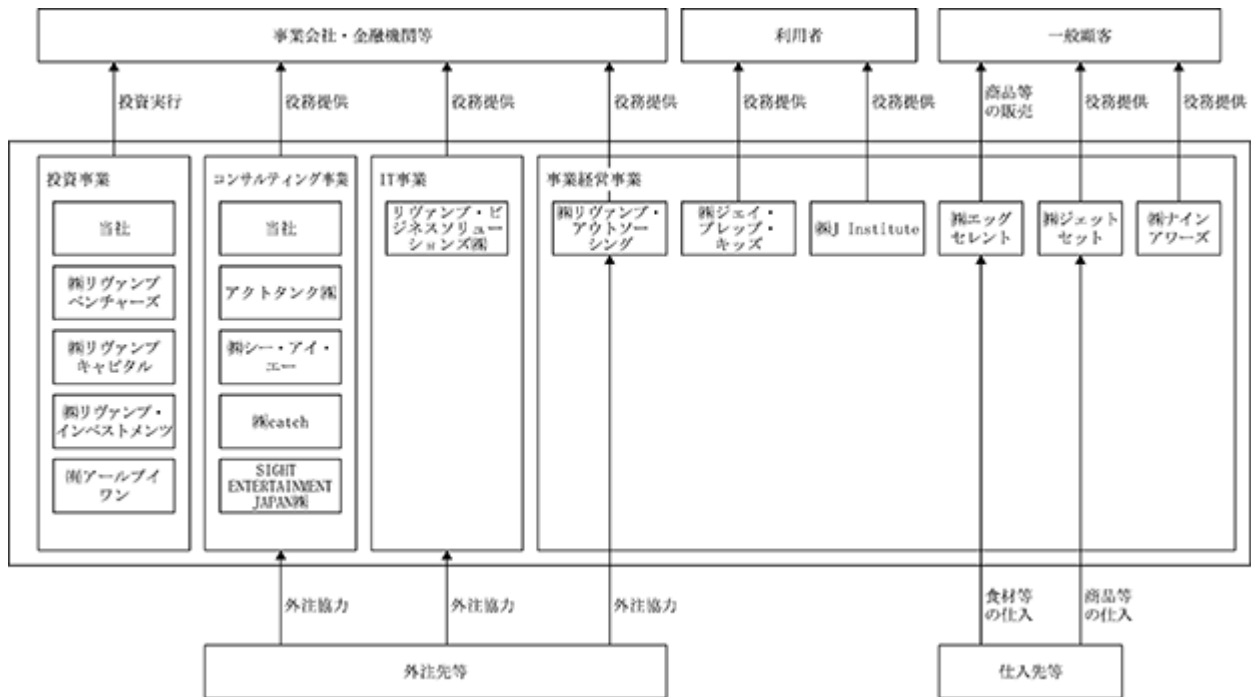 事業会社・金融機関等
利用者
一般顧客
投資実行
役務提供
役務提供
役務提供
役務提供
役務提供
商品等
の販売
役務提供
役務提供
投資事業
コンサルティング事業
IT事業
事業経営事業
当社
当社
リヴァンプ・ビ
ジネスソリュー
ションズ㈱
㈱リヴァンプ・
アウトソー
シング
㈱ジェイ・
プレップ・
キッズ
㈱J Institute
㈱エッグ
セレント
㈱ジェット
セット
㈱ナイン
アワーズ
㈱リヴァンプ
ベンチャーズ
アクトタンク㈱
㈱リヴァンプ
キャピタル
㈱シー・アイ・
エー
㈱リヴァンプ・
インベストメンツ
㈱catch
㈲アールブイ
ワン
SIGHT
ENTERTAINMENT
JAPAN㈱
外注協力
外注協力
外注協力
食材等
の仕入
商品等
の仕入
外注先等
仕入先等